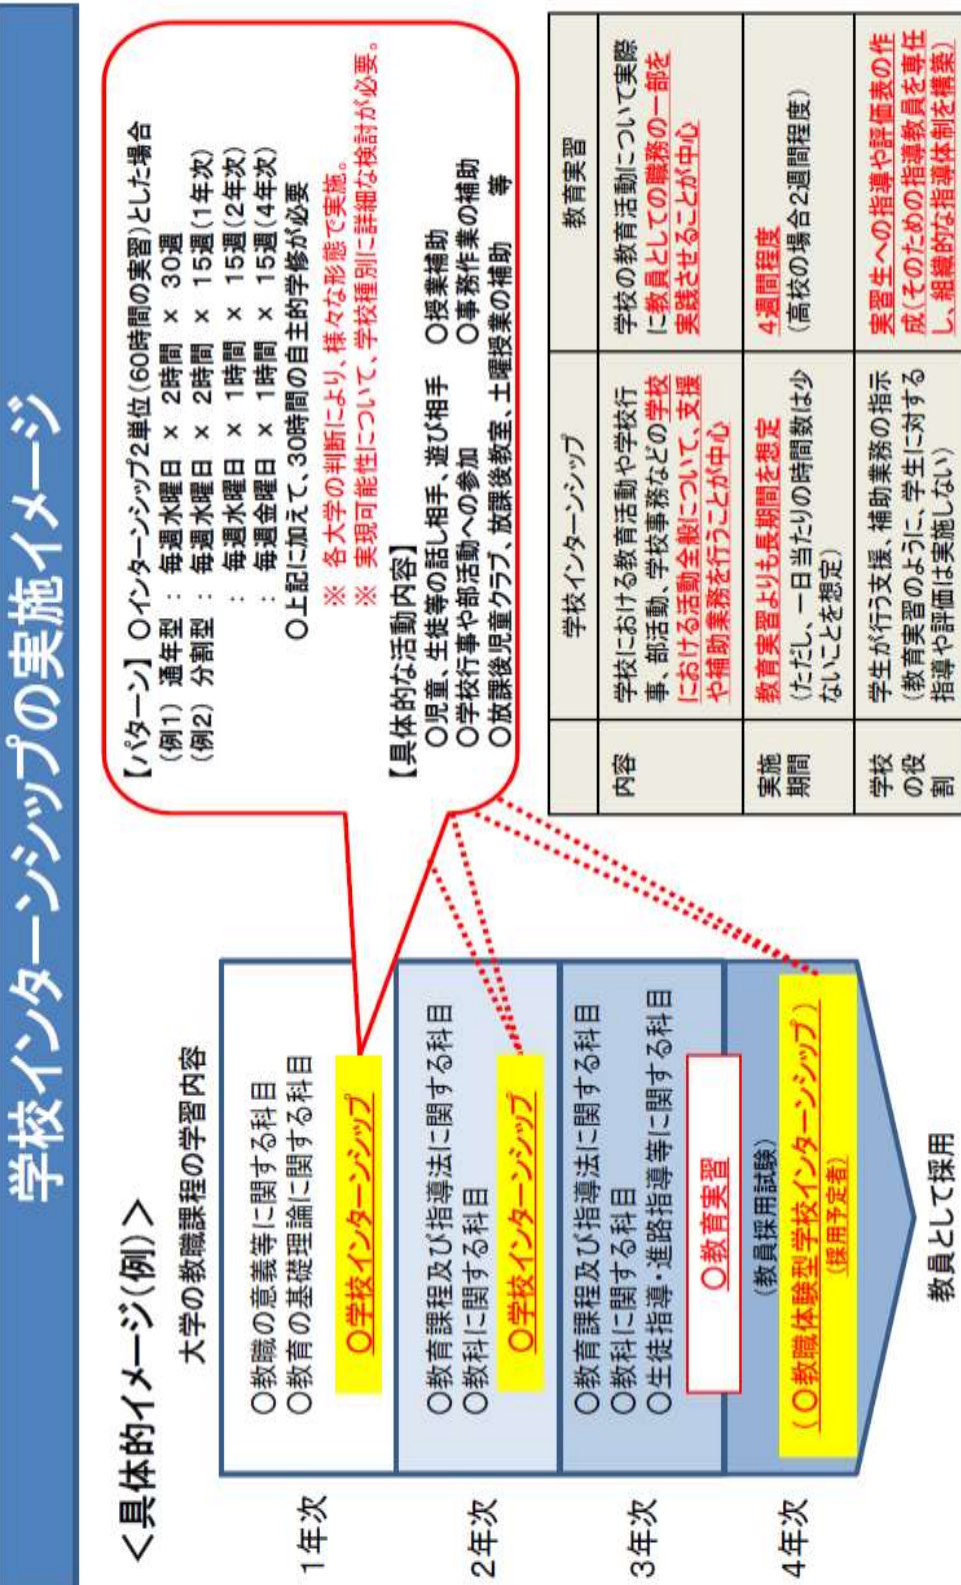 学校インターンシップの実施イメージ
＜具体的イメージ(例)＞
大学の教職課程の学習内容
1年次
○教職の意義等に関する科目
○教育の基礎理論に関する科目
○学校インターンシップ
2年次
○教育課程及び指導法に関する科目
○教科に関する科目
○学校インターンシップ
3年次
○教育課程及び指導法に関する科目
○教科に関する科目
○生徒指導・進路指導等に関する科目
○教育実習
4年次
(教員採用試験)
(○教職体験型学校インターンシップ)
(採用予定者)
教員として採用
【パターン】○インターンシップ2単位(60時間の実習)とした場合
(例1) 通年型 : 毎週水曜日 × 2時間 × 30週
(例2) 分割型 : 毎週水曜日 × 2時間 × 15週(1年次)
: 毎週水曜日 × 1時間 × 15週(2年次)
: 毎週金曜日 × 1時間 × 15週(4年次)
○上記に加えて、30時間の自主的学修が必要
※ 各大学の判断により、様々な形態で実施。
※ 実現可能性について、学校種別に詳細な検討が必要。
【具体的な活動内容】
○児童、生徒等の話し相手、遊び相手 ○授業補助
○学校行事や部活動への参加 ○事務作業の補助
○放課後児童クラブ、放課後教室、土曜授業の補助 等
学校インターンシップ 教育実習
内容
学校における教育活動や学校行
事、部活動、学校事務などの学校
における活動全般について、支援
や補助業務を行うことが中心
学校の教育活動について実際
に教員としての職務の一部を
実践させることが中心
実施
期間
教育実習よりも長期間を想定
(ただし、一日当たりの時間数は少
ないことを想定)
4週間程度
(高校の場合2週間程度)
学校
の役
割
学生が行う支援、補助業務の指示
(教育実習のように、学生に対する
指導や評価は実施しない)
実習生への指導や評価表の作
成(そのための指導教員を専任
し、組織的な指導体制を構築)